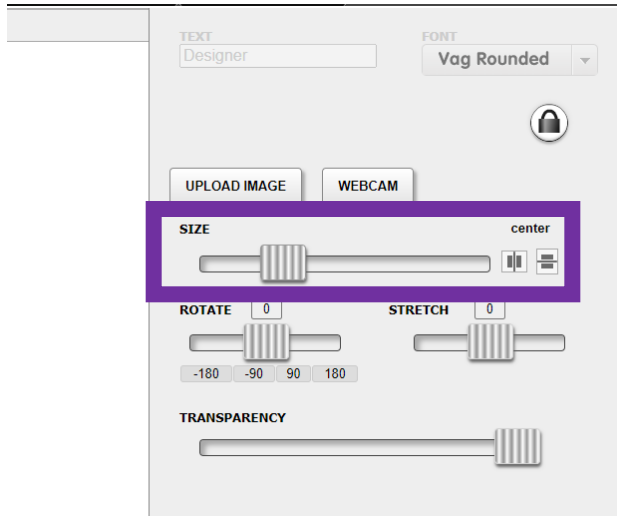 TEXT FONT
Designer Vag Rounded
UPLOAD IMAGE WEBCAM
SIZE center
ROTATE 0 STRETCH 0
-180 -90 90 180
TRANSPARENCY